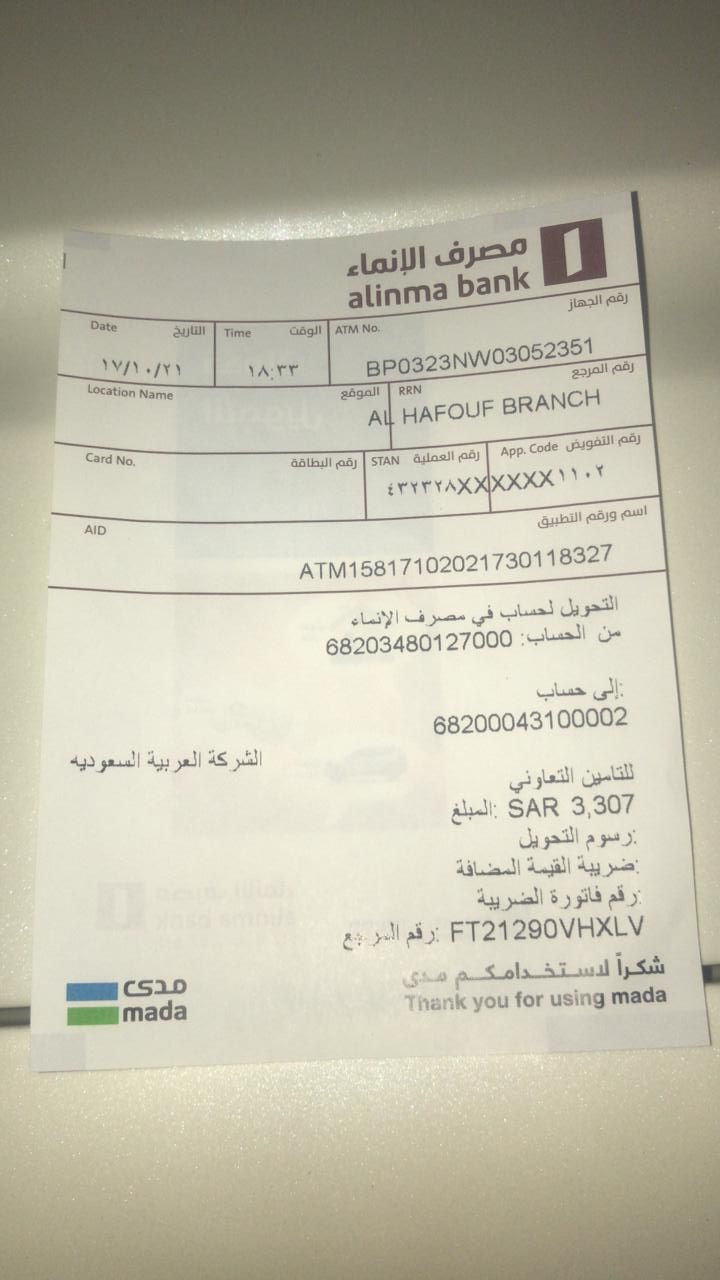 مصرف الإنماء
alinma bank
Date التاريخ Time الوقت ATM No. رقم الجهاز
١٧/١٠/٢١ ١٨:٣٣ BP0323NW03052351
Location Name الموقع RRN رقم المرجع
AL HAFOUF BRANCH
Card No. رقم البطاقة STAN رقم العملية App. Code رقم التفويض
٤٣٢٣٢٨XXXXXXX١١٠٢
AID اسم ورقم التطبيق
ATM15817102021730118327
التحويل لحساب في مصرف الإنماء
من الحساب: 68203480127000
إلى حساب:
68200043100002
الشركة العربية السعوديه
للتامين التعاوني
المبلغ: SAR 3,307
رسوم التحويل:
ضريبة القيمة المضافة:
رقم فاتورة الضريبة:
رقم المرجع: FT21290VHXLV
شكراً لاستخدامكم مدى
Thank you for using mada
مدى
mada